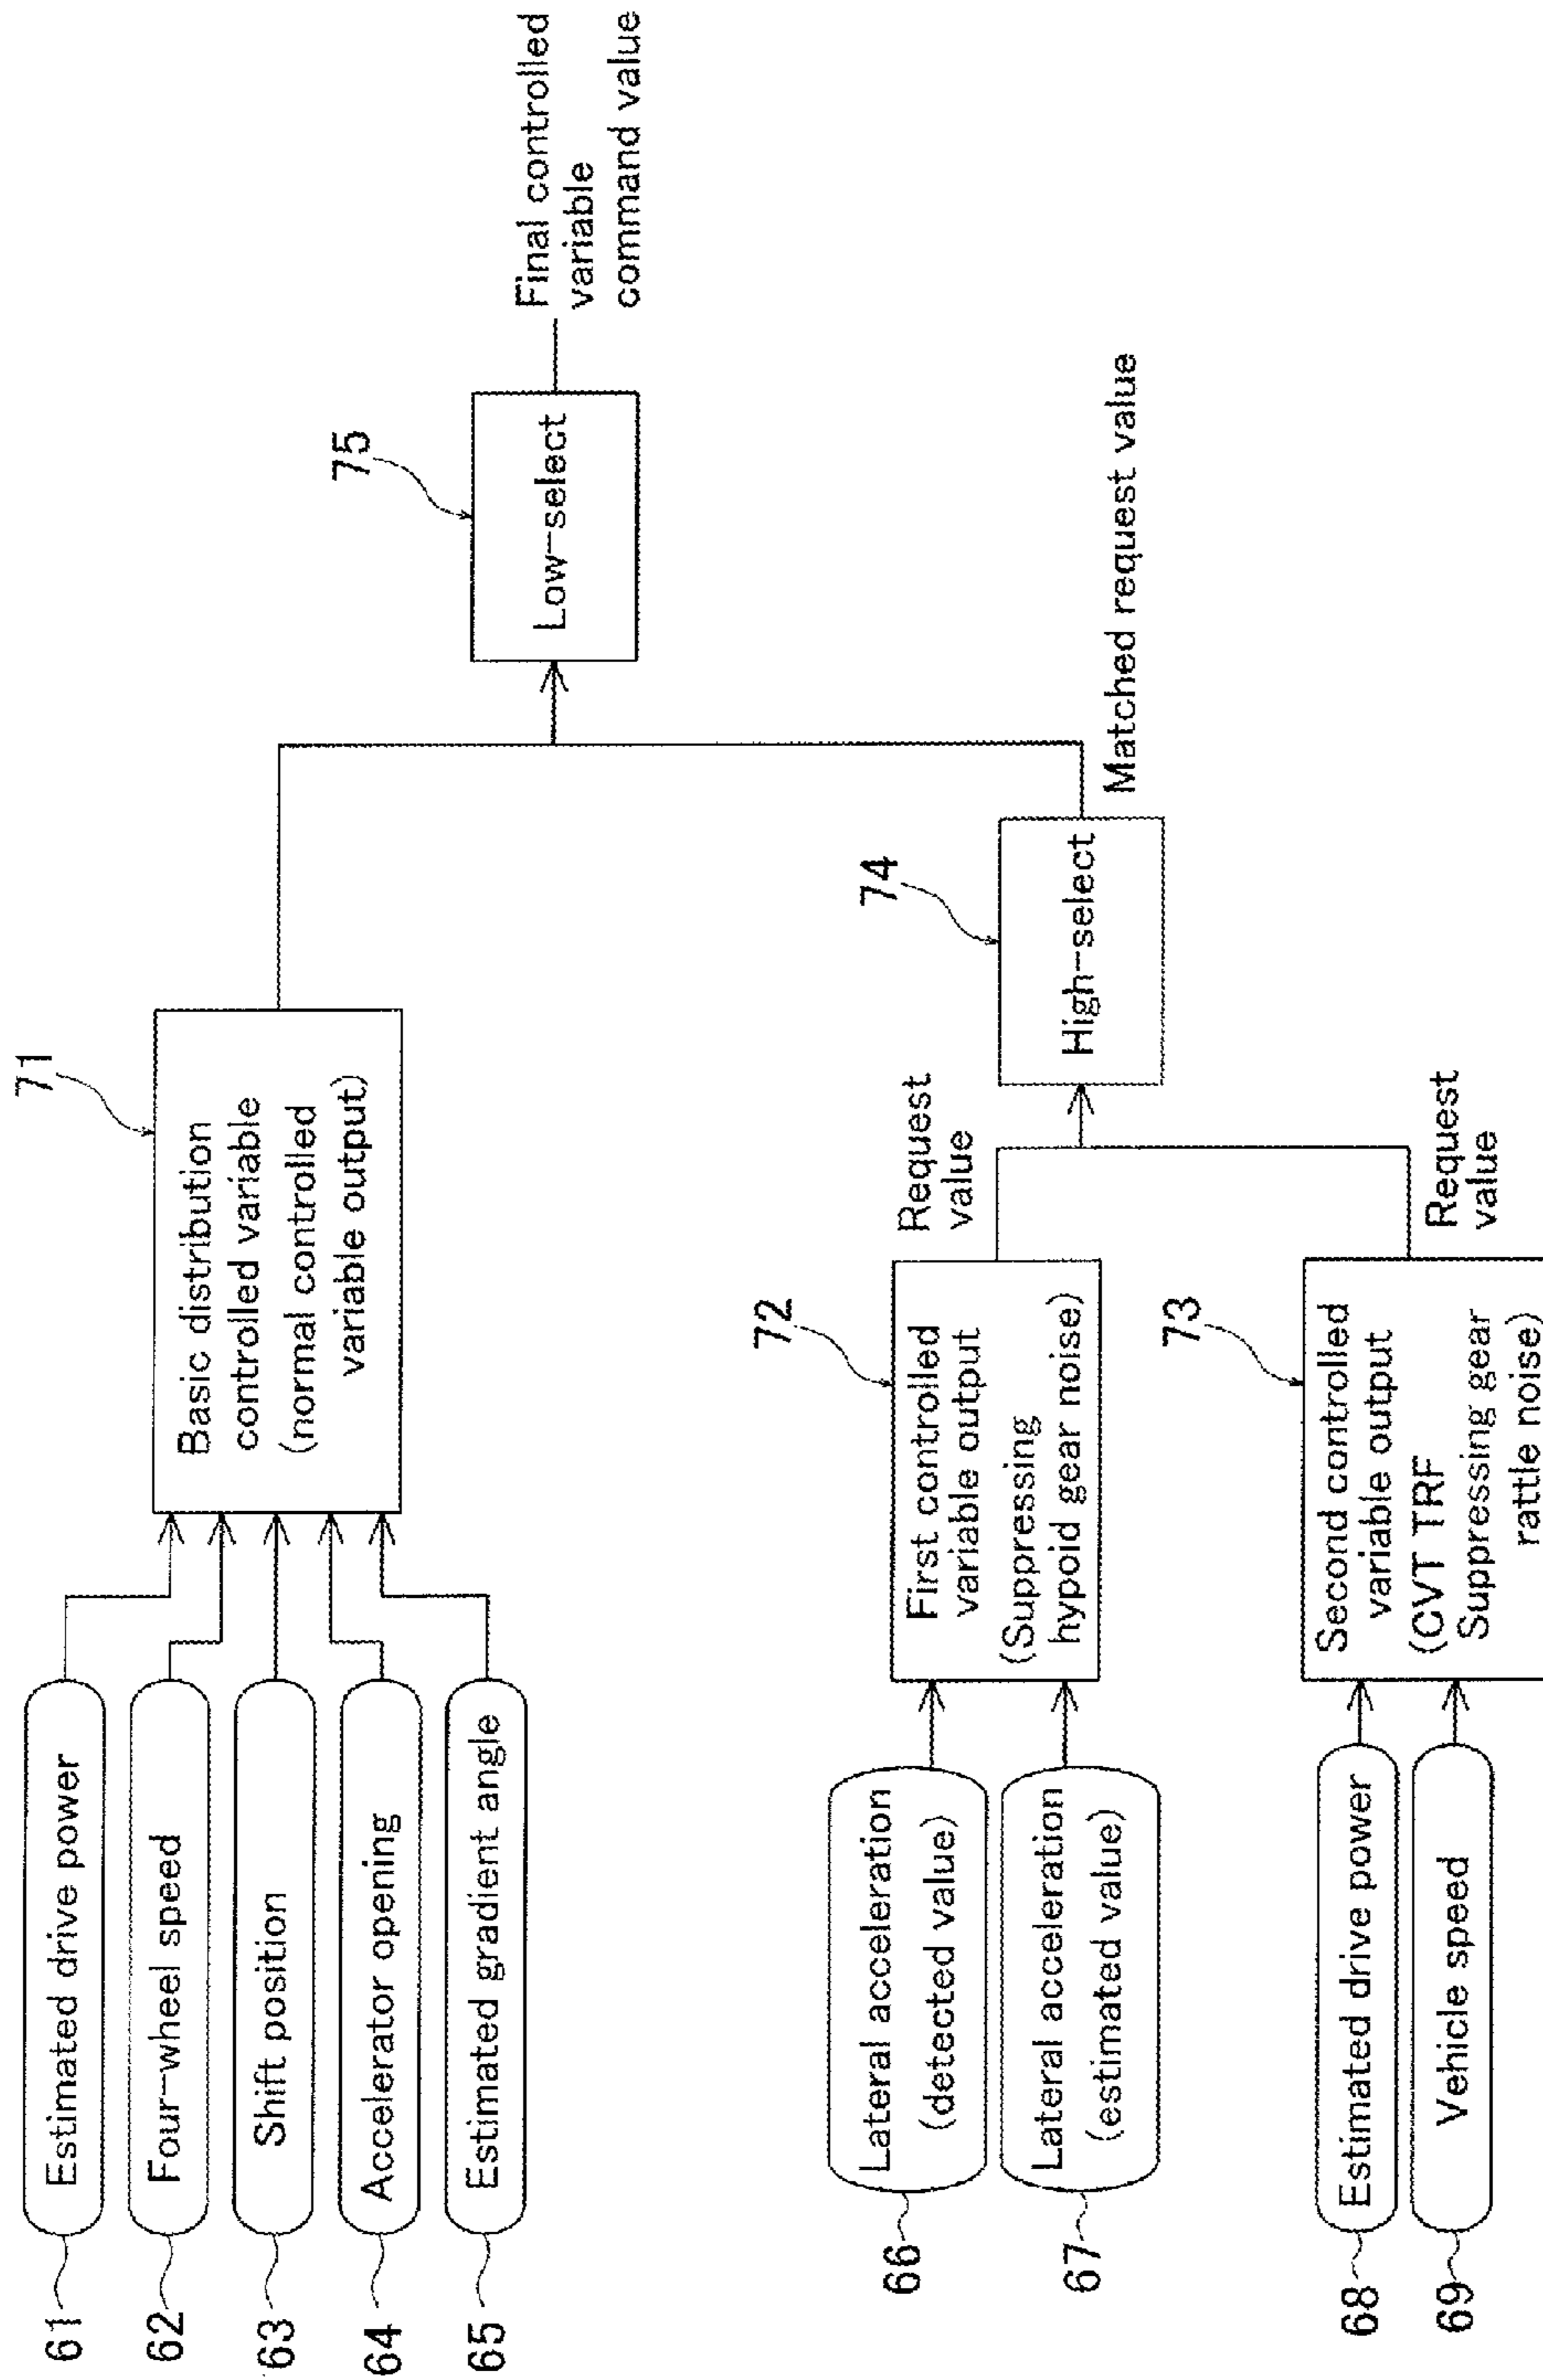 61
Estimated drive power
62
Four-wheel speed
63
Shift position
64
Accelerator opening
65
Estimated gradient angle
71
Basic distribution
controlled variable
(normal controlled
variable output)
66
Lateral acceleration
(detected value)
67
Lateral acceleration
(estimated value)
72
First controlled
variable output
(Suppressing
hypoid gear noise)
Request
value
68
Estimated drive power
69
Vehicle speed
73
Second controlled
variable output
(CVT TRF
Suppressing gear
rattle noise)
Request
value
74
High-select
Matched request value
75
Low-select
Final controlled
variable
command value